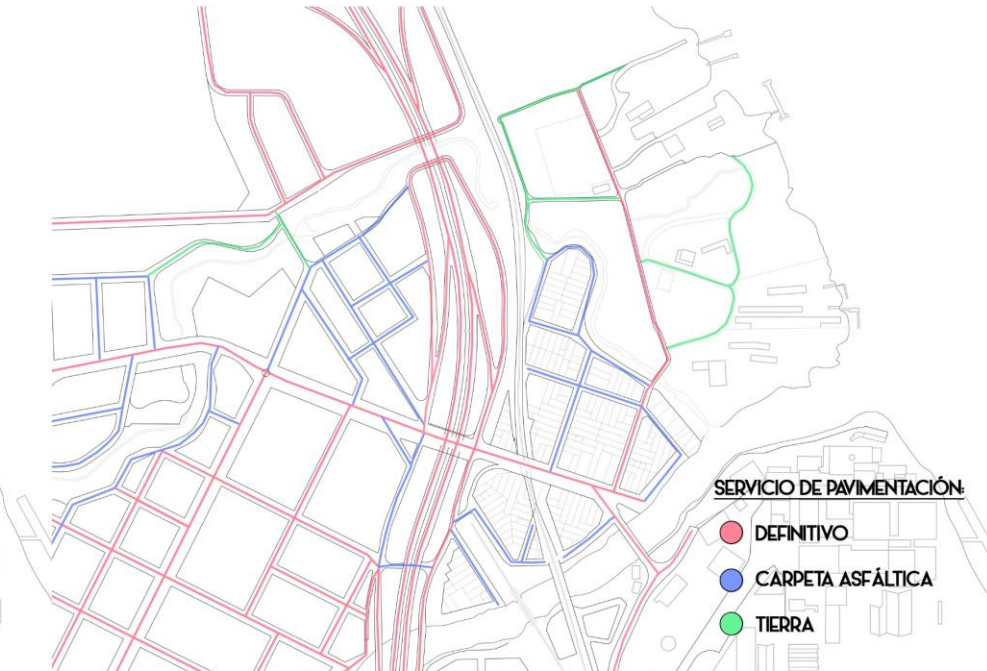 SERVICIO DE PAVIMENTACIÓN:
DEFINITIVO
CARPETA ASFÁLTICA
TIERRA